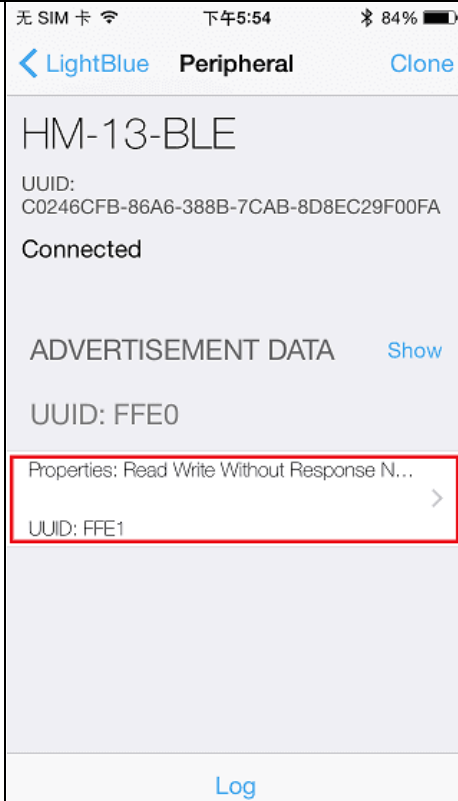 无 SIM 卡 下午5:54 84%
LightBlue Peripheral Clone
HM-13-BLE
UUID:
C0246CFB-86A6-388B-7CAB-8D8EC29F00FA
Connected
ADVERTISEMENT DATA Show
UUID: FFE0
Properties: Read Write Without Response N...
UUID: FFE1
Log